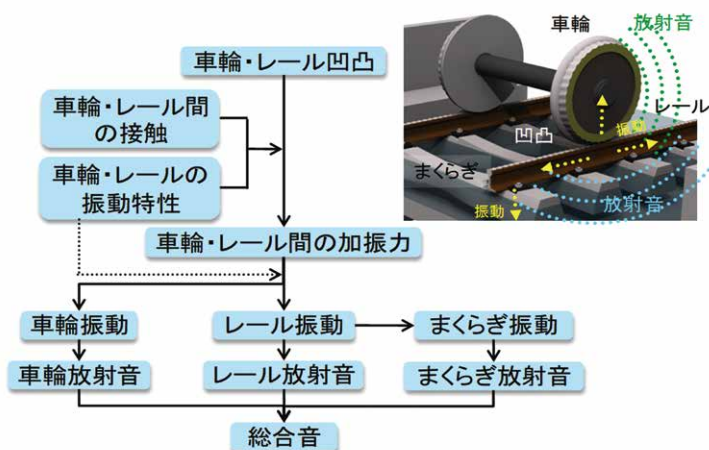 車輪・レール凹凸
車輪・レール間
の接触
車輪・レールの
振動特性
車輪・レール間の加振力
車輪振動
レール振動
まくらぎ振動
車輪放射音
レール放射音
まくらぎ放射音
総合音
車輪
放射音
レール
振動
凹凸
まくらぎ
放射音
振動